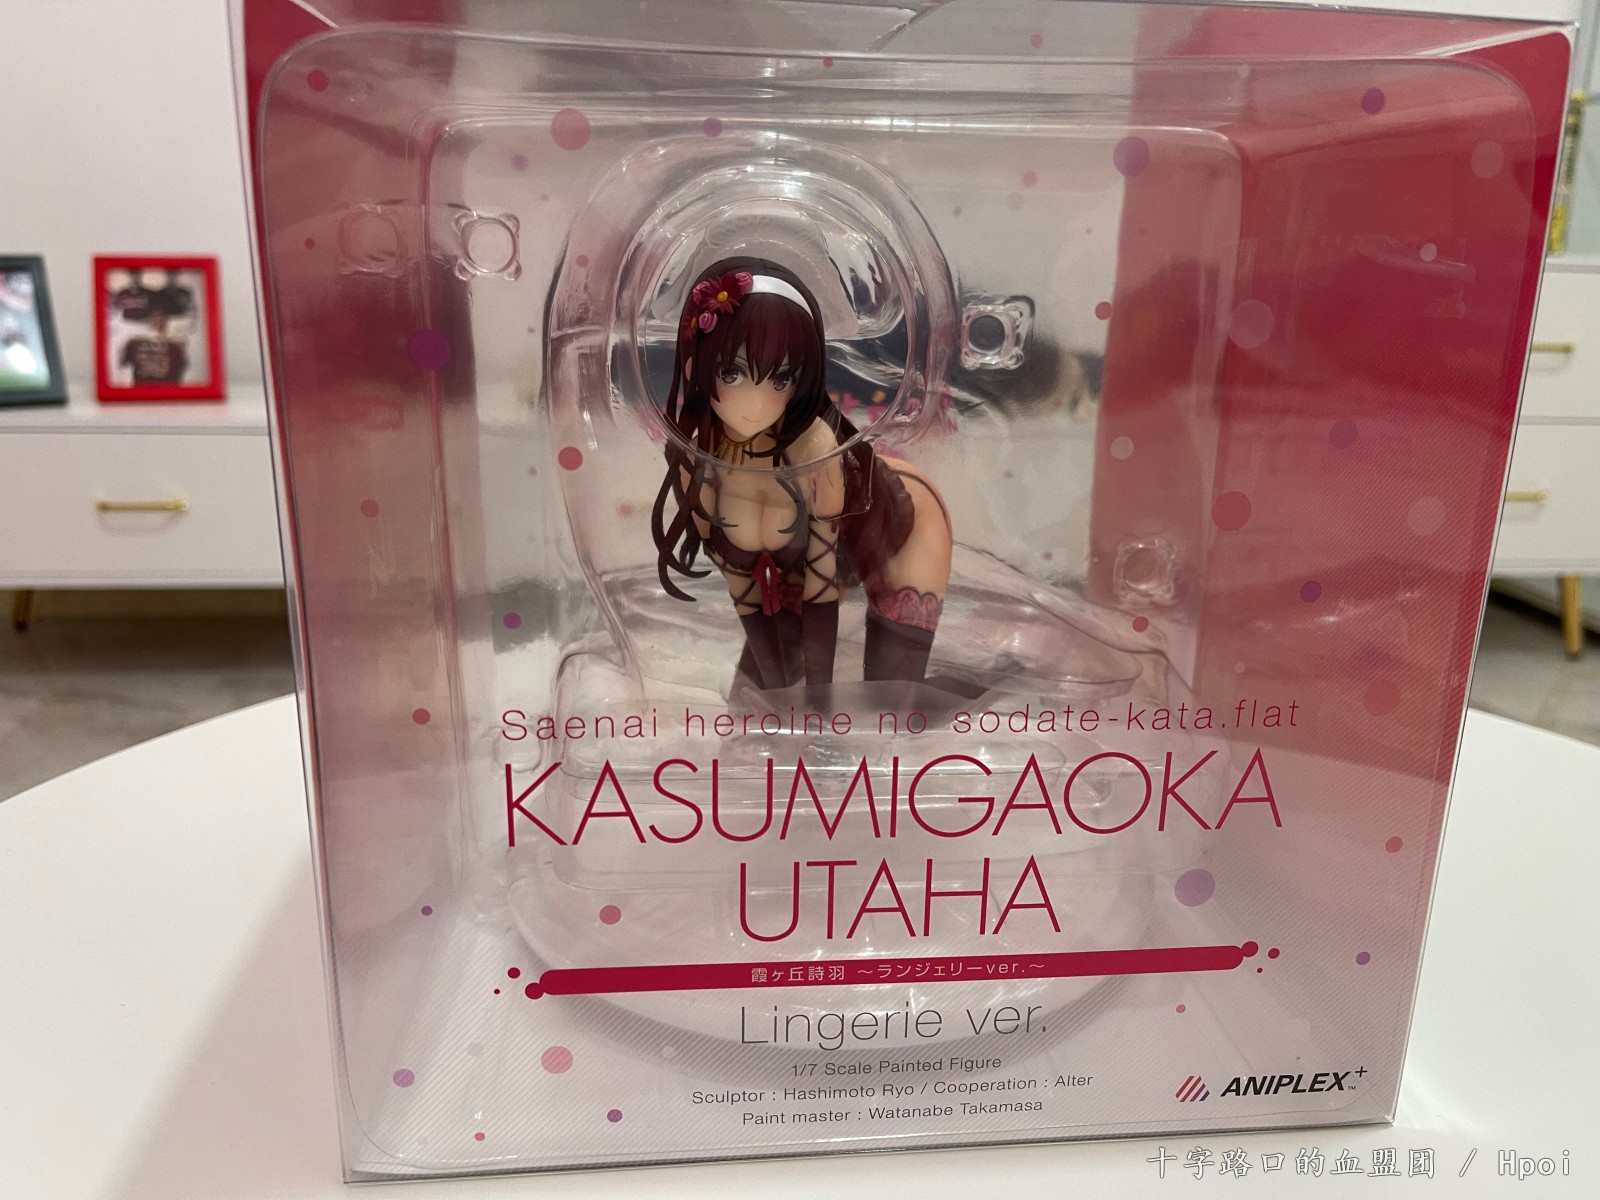 Saenai heroine no sodate-kata.flat
KASUMIGAOKA
UTAHA
霞ヶ丘詩羽 ～ランジェリーver.～
Lingerie ver.
1/7 Scale Painted Figure
Sculptor : Hashimoto Ryo / Cooperation : Alter
Paint master : Watanabe Takamasa
ANIPLEX+
TM
十字路口的血盟团 / Hpoi